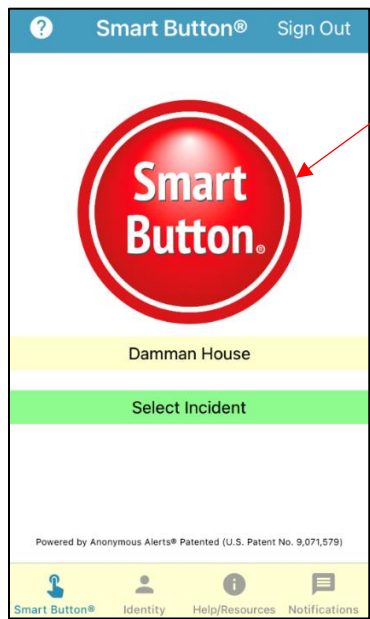 ? Smart Button® Sign Out
Smart
Button®
Damman House
Select Incident
Powered by Anonymous Alerts® Patented (U.S. Patent No. 9,071,579)
Smart Button® Identity Help/Resources Notifications